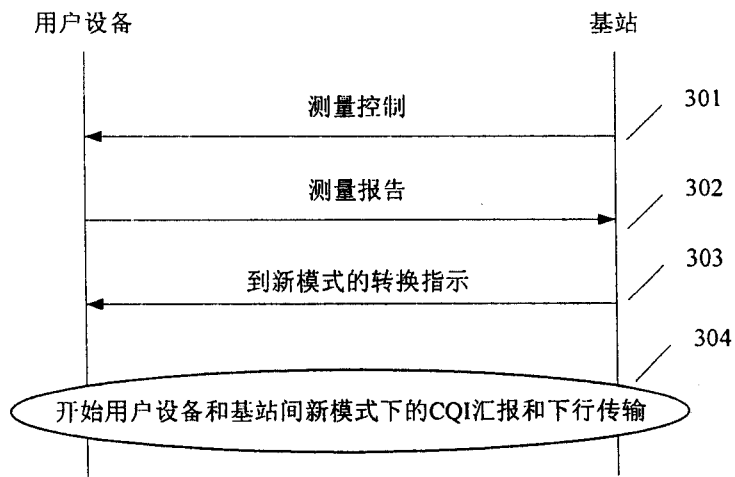 用户设备
基站
测量控制
301
测量报告
302
到新模式的转换指示
303
304
开始用户设备和基站间新模式下的CQI汇报和下行传输